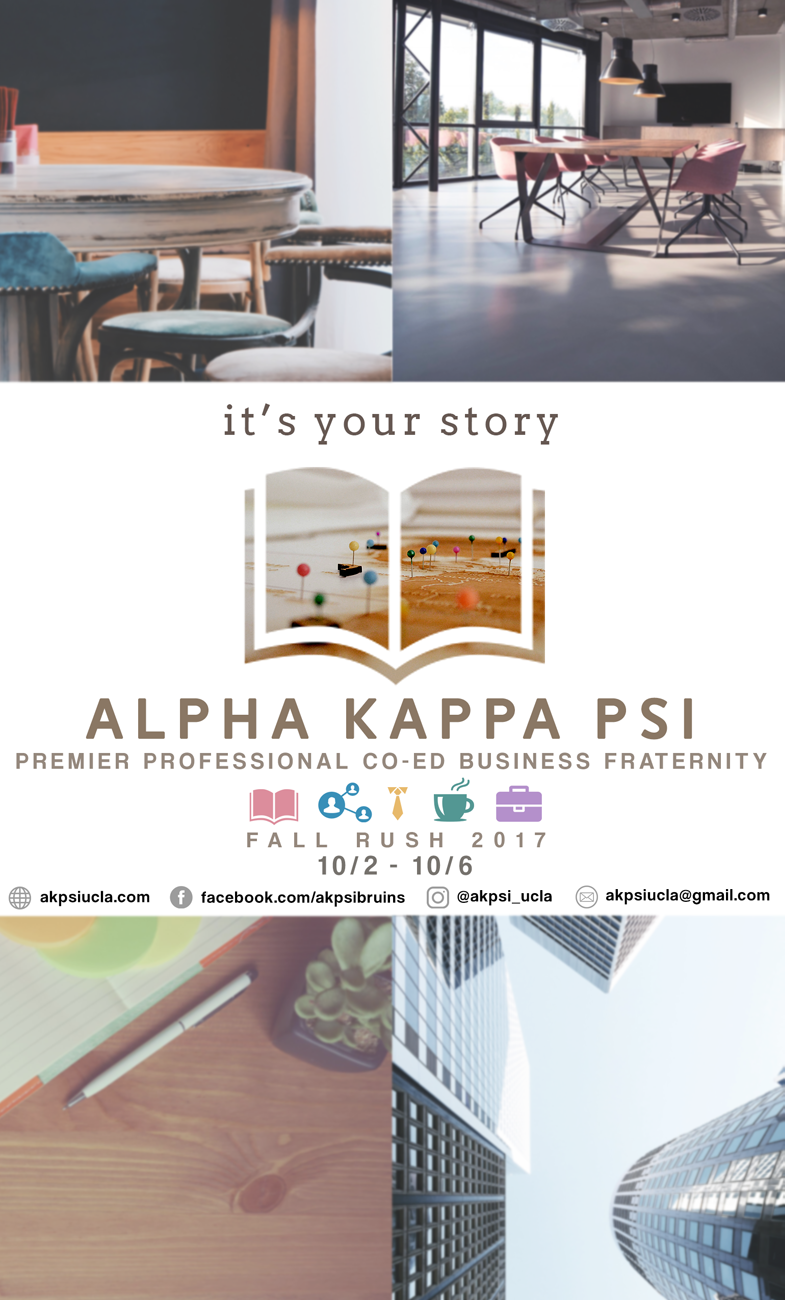 it's your story
ALPHA KAPPA PSI
PREMIER PROFESSIONAL CO-ED BUSINESS FRATERNITY
FALL RUSH 2017
10/2 - 10/6
akpsiucla.com facebook.com/akpsibruins @akpsi_ucla akpsiucla@gmail.com